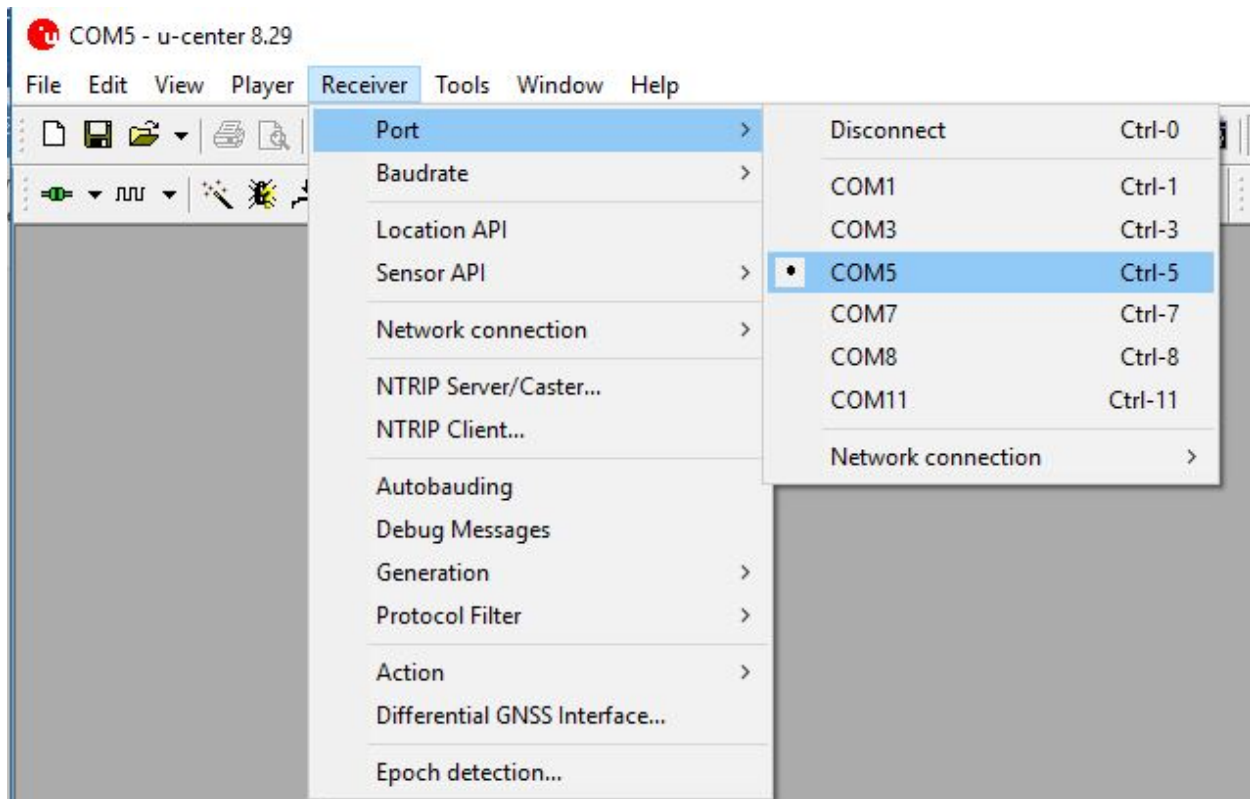 COM5 - u-center 8.29
File Edit View Player Receiver Tools Window Help
Port
Baudrate
Location API
Sensor API
Network connection
NTRIP Server/Caster...
NTRIP Client...
Autobauding
Debug Messages
Generation
Protocol Filter
Action
Differential GNSS Interface...
Epoch detection...
Disconnect Ctrl-0
COM1 Ctrl-1
COM3 Ctrl-3
COM5 Ctrl-5
COM7 Ctrl-7
COM8 Ctrl-8
COM11 Ctrl-11
Network connection